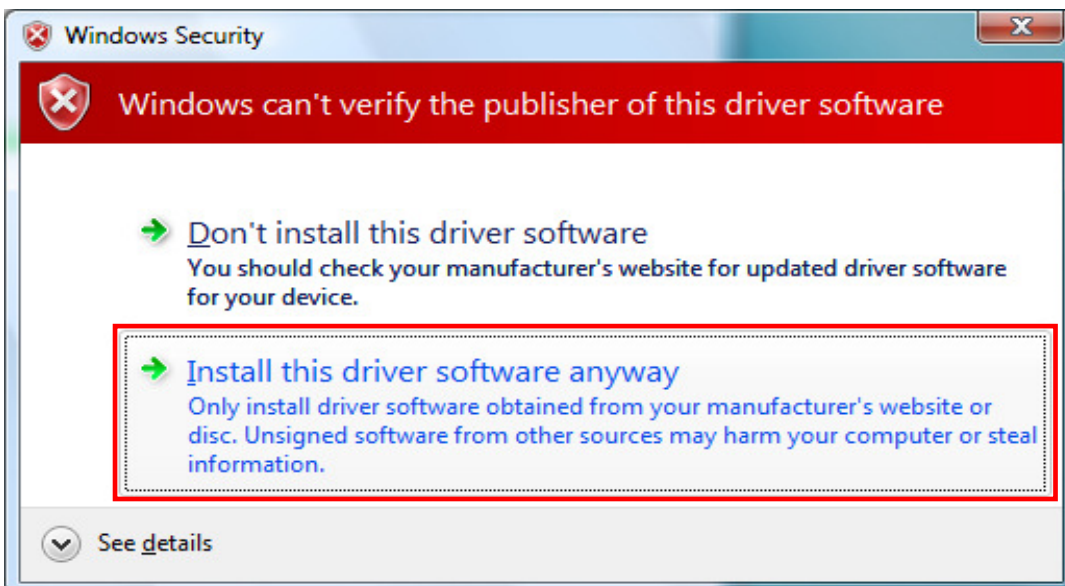 Windows Security
Windows can't verify the publisher of this driver software
Don't install this driver software
You should check your manufacturer's website for updated driver software
for your device.
Install this driver software anyway
Only install driver software obtained from your manufacturer's website or
disc. Unsigned software from other sources may harm your computer or steal
information.
See details